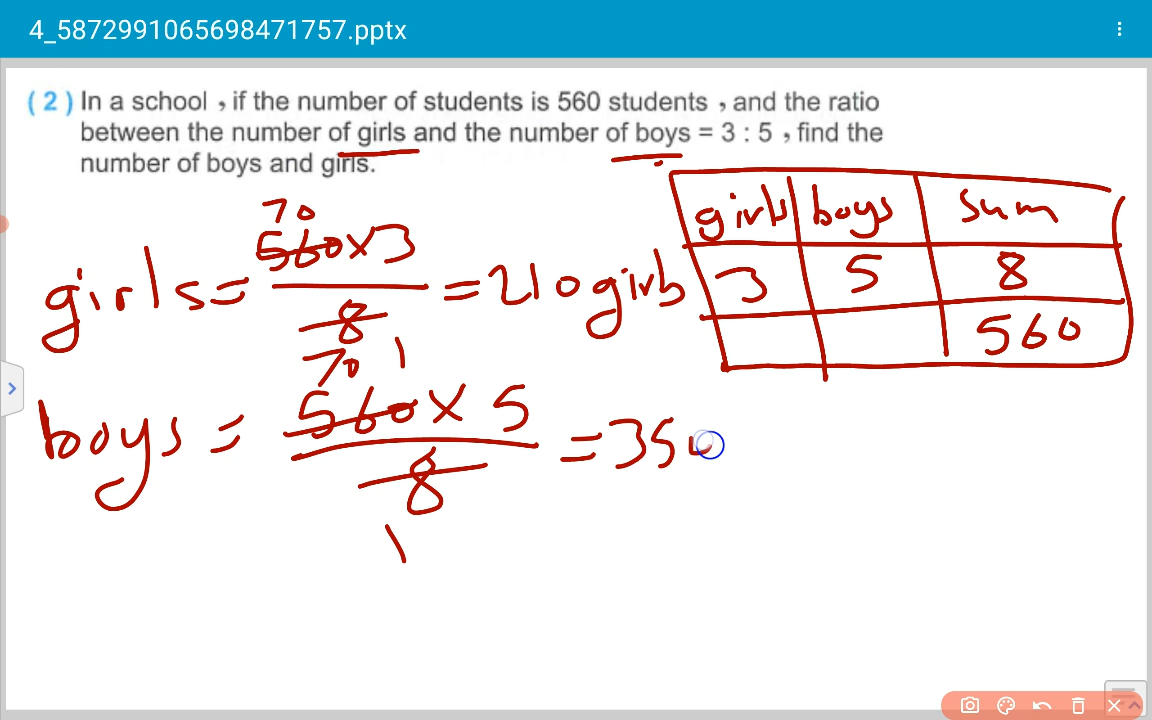 4_5872991065698471757.pptx
( 2 ) In a school , if the number of students is 560 students , and the ratio
between the number of girls and the number of boys = 3 : 5 , find the
number of boys and girls.
girls boys sum
3 5 8
560
70
girls = 560 x 3 = 210 girls
8
1
70
boys = 560 x 5 = 350
8
1